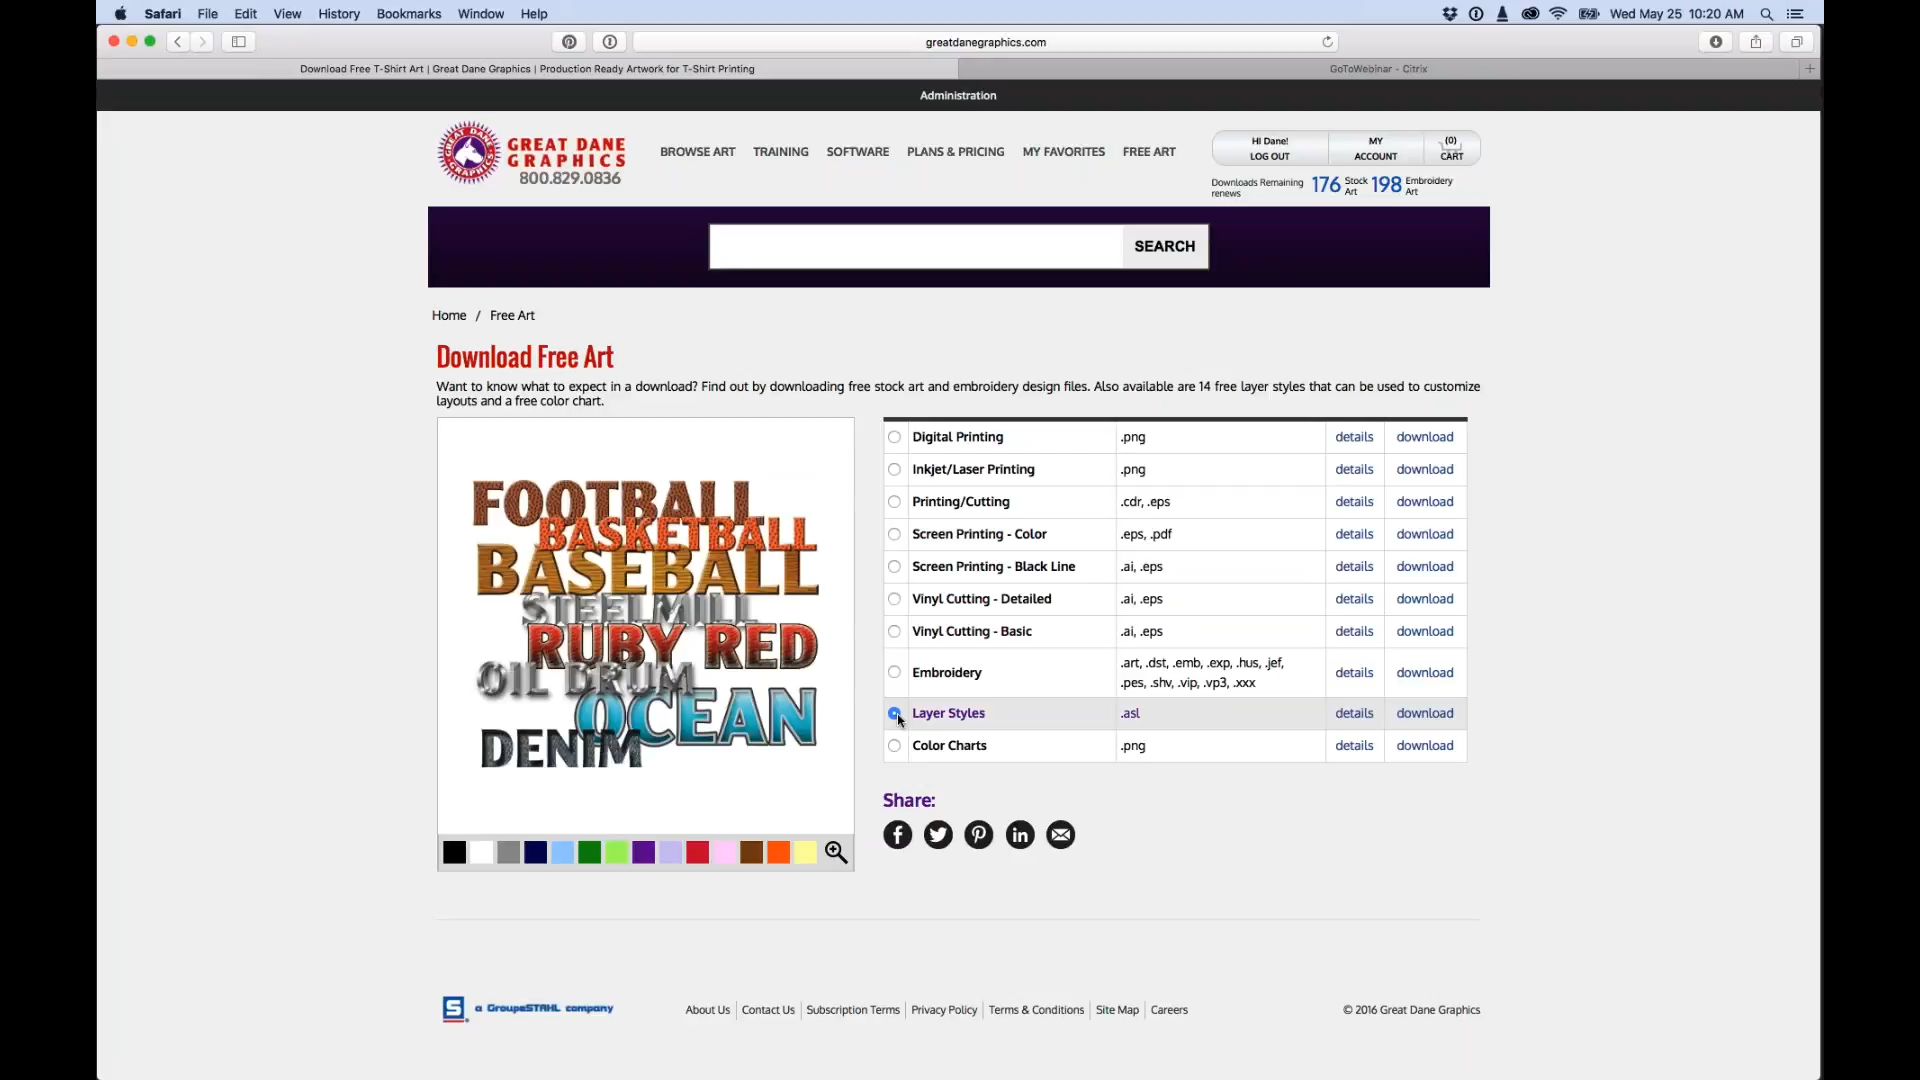 Safari File Edit View History Bookmarks Window Help Wed May 25 10:20 AM
greatdanegraphics.com
Download Free T-Shirt Art | Great Dane Graphics | Production Ready Artwork for T-Shirt Printing GoToWebinar - Citrix
Administration
GREAT DANE
GRAPHICS
800.829.0836
BROWSE ART TRAINING SOFTWARE PLANS & PRICING MY FAVORITES FREE ART
Hi Dane!
LOG OUT
MY
ACCOUNT
(0)
CART
Downloads Remaining
renews
176 Stock
Art
198 Embroidery
Art
SEARCH
Home / Free Art
Download Free Art
Want to know what to expect in a download? Find out by downloading free stock art and embroidery design files. Also available are 14 free layer styles that can be used to customize
layouts and a free color chart.
FOOTBALL
BASKETBALL
BASEBALL
STEELMILL
RUBY RED
OIL DRUM
OCEAN
DENIM
Digital Printing .png details download
Inkjet/Laser Printing .png details download
Printing/Cutting .cdr, .eps details download
Screen Printing - Color .eps, .pdf details download
Screen Printing - Black Line .ai, .eps details download
Vinyl Cutting - Detailed .ai, .eps details download
Vinyl Cutting - Basic .ai, .eps details download
Embroidery .art, .dst, .emb, .exp, .hus, .jef,
.pes, .shv, .vip, .vp3, .xxx details download
Layer Styles .asl details download
Color Charts .png details download
Share:
S a GroupeSTAHL company
About Us Contact Us Subscription Terms Privacy Policy Terms & Conditions Site Map Careers
© 2016 Great Dane Graphics